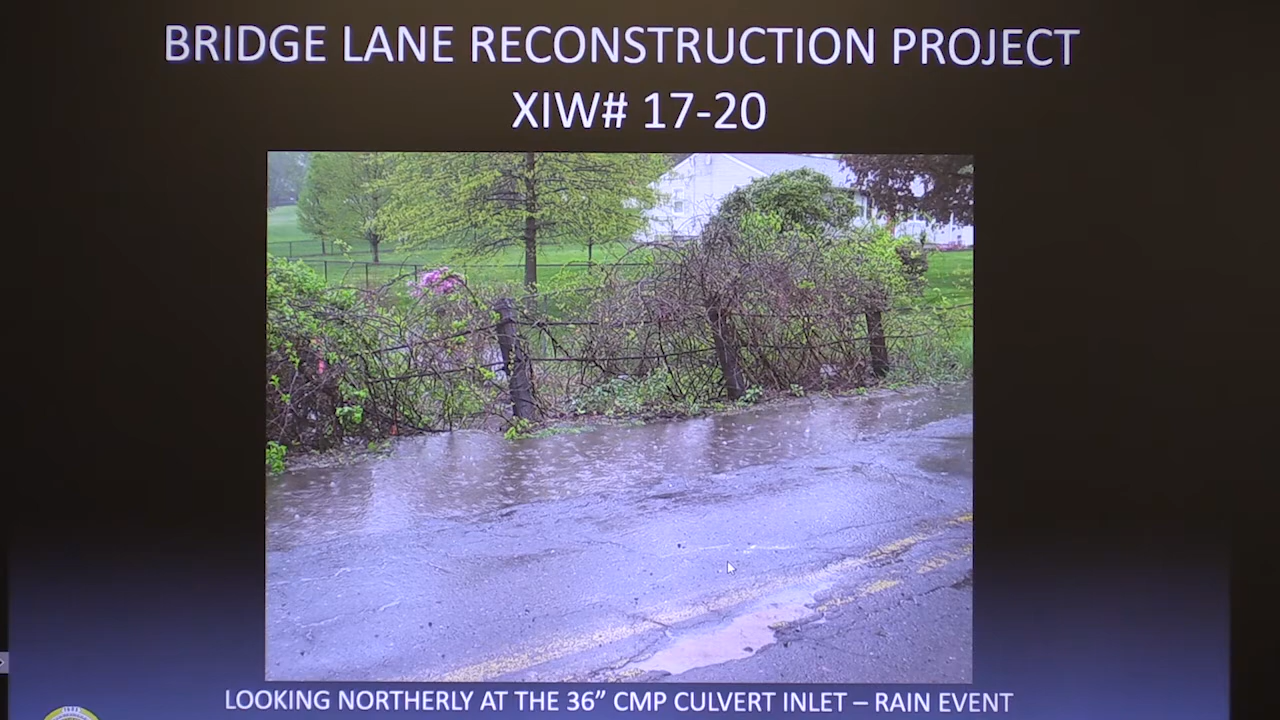 BRIDGE LANE RECONSTRUCTION PROJECT
XIW# 17-20
LOOKING NORTHERLY AT THE 36” CMP CULVERT INLET – RAIN EVENT